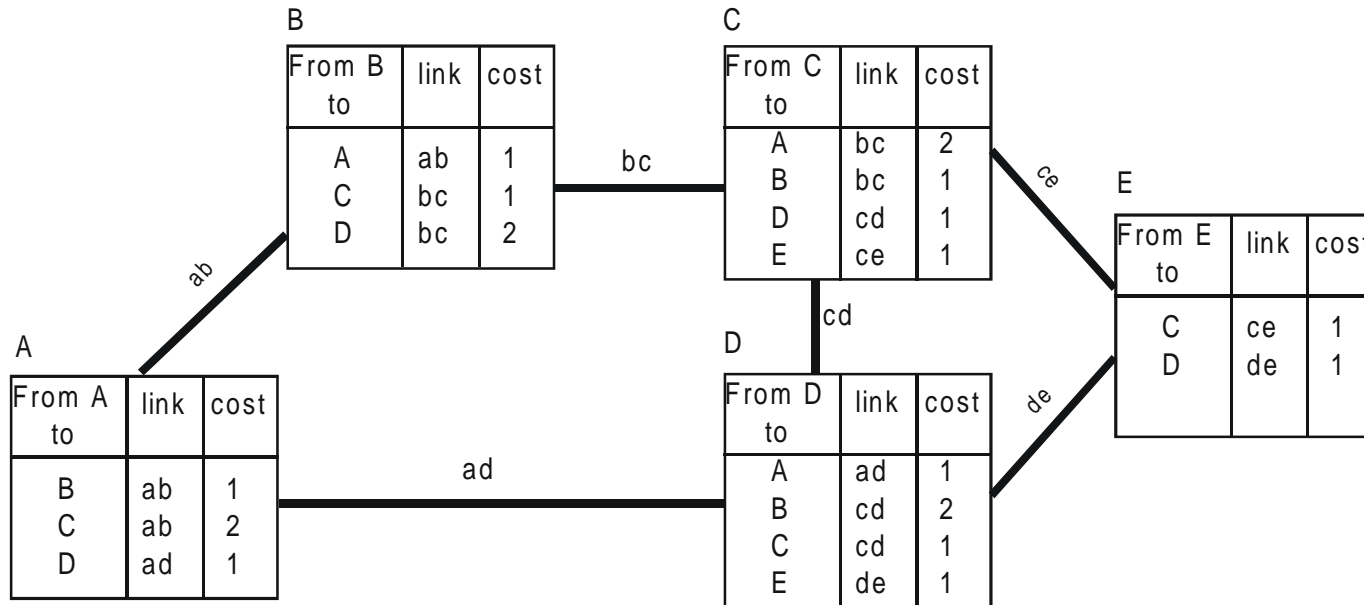 B
From B to link cost
A ab 1
C bc 1
D bc 2
bc
C
From C to link cost
A bc 2
B bc 1
D cd 1
E ce 1
ce
E
From E to link cost
C ce 1
D de 1
ab
cd
A
From A to link cost
B ab 1
C ab 2
D ad 1
ad
D
From D to link cost
A ad 1
B cd 2
C cd 1
E de 1
de